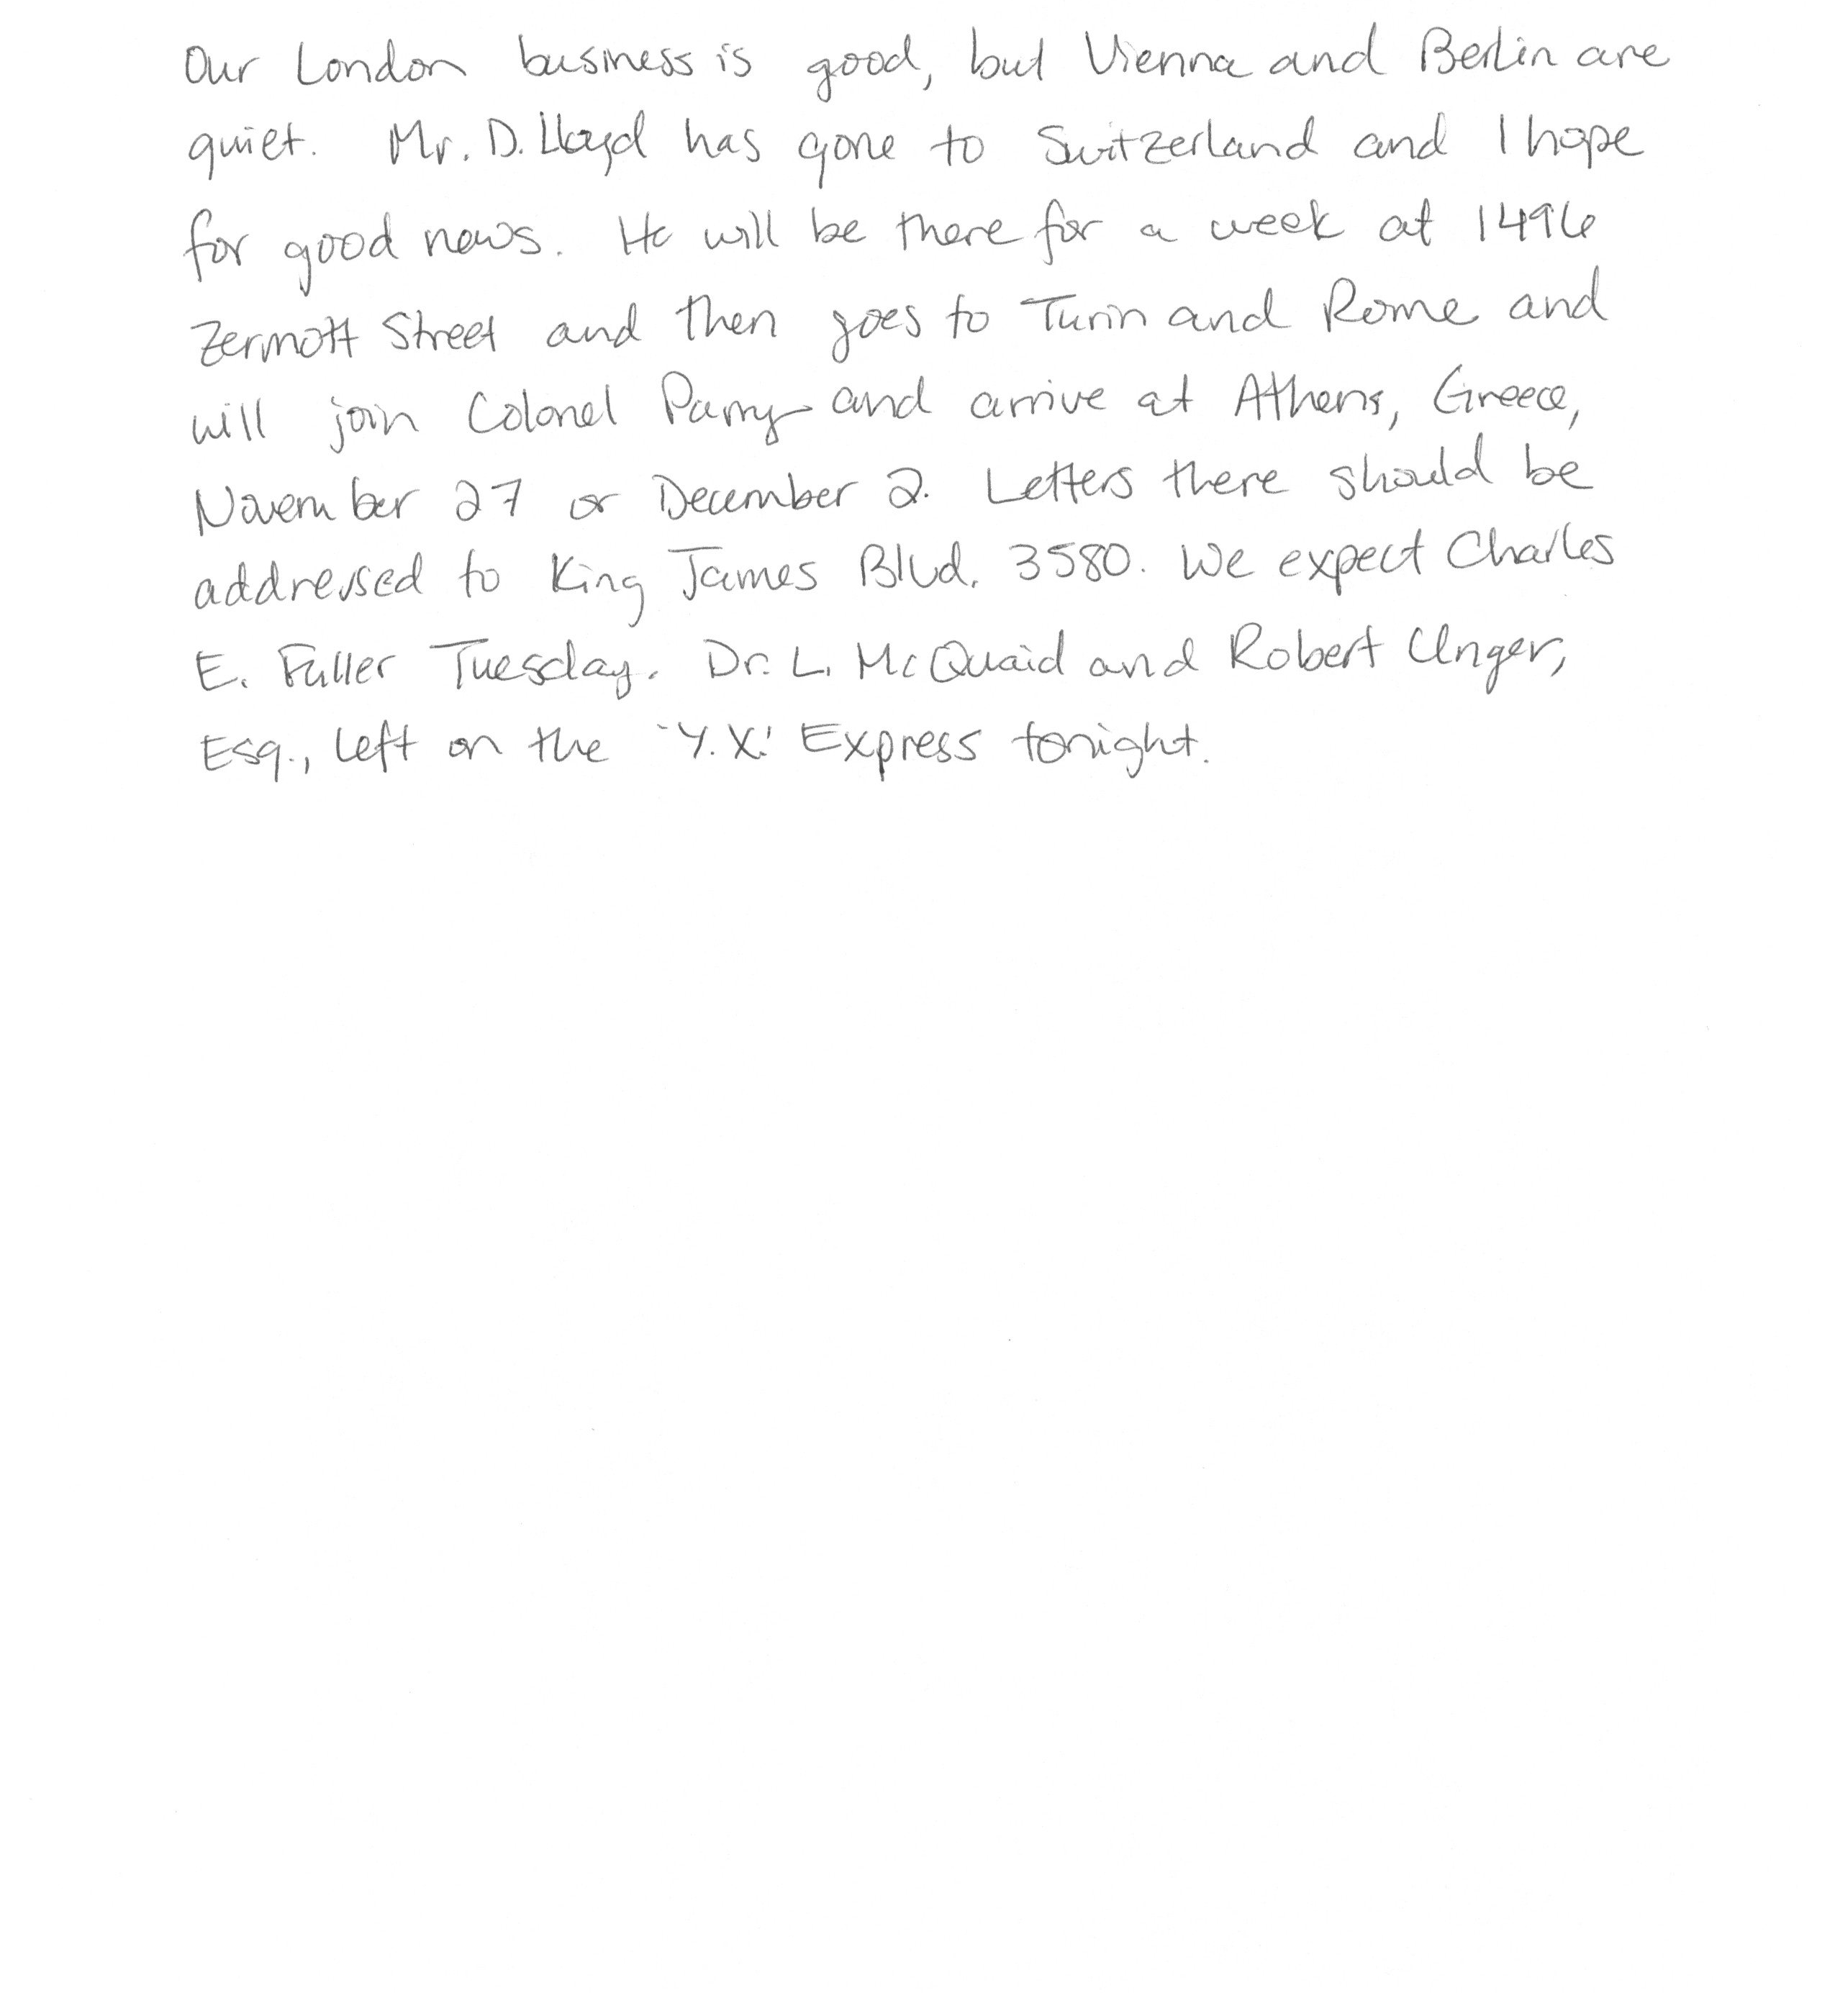 Our London business is good, but Vienna and Berlin are
quiet. Mr. D. Lloyd has gone to Switzerland and I hope
for good news. He will be there for a week at 1496
Zermott Street and then goes to Turin and Rome and
will join Colonel Parry and arrive at Athens, Greece,
November 27 or December 2. Letters there should be
addressed to King James Blvd. 3580. We expect Charles
E. Fuller Tuesday. Dr. L. McQuaid and Robert Unger,
Esq., left on the 'Y.X.' Express tonight.